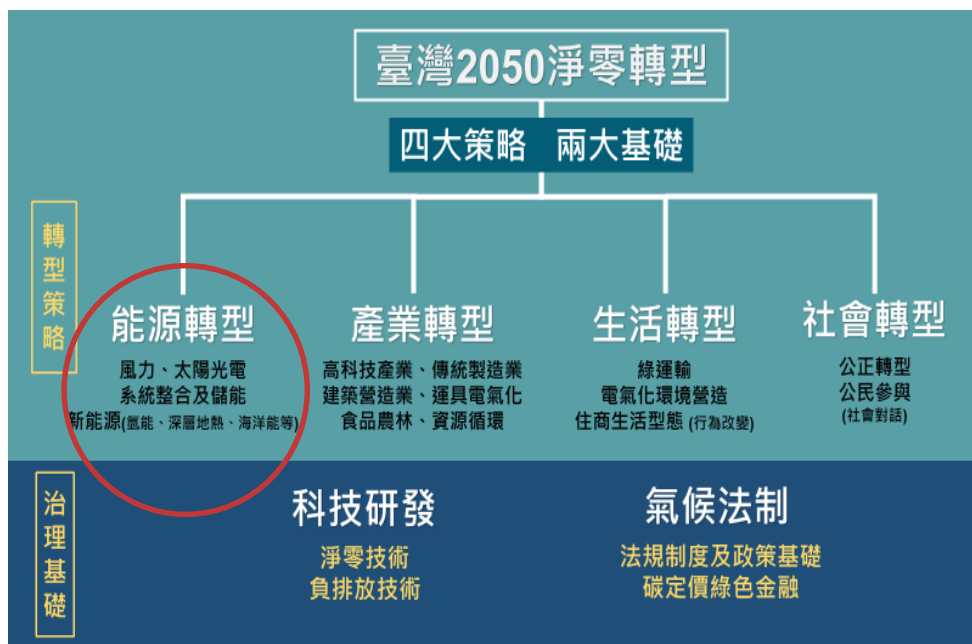 臺灣2050淨零轉型
四大策略 兩大基礎
轉型策略
能源轉型
風力、太陽光電
系統整合及儲能
新能源(氫能、深層地熱、海洋能等)
產業轉型
高科技產業、傳統製造業
建築營造業、運具電氣化
食品農林、資源循環
生活轉型
綠運輸
電氣化環境營造
住商生活型態 (行為改變)
社會轉型
公正轉型
公民參與
(社會對話)
治理基礎
科技研發
淨零技術
負排放技術
氣候法制
法規制度及政策基礎
碳定價綠色金融